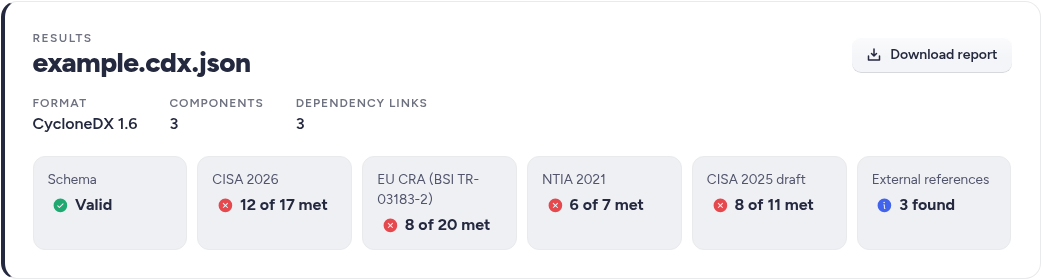 RESULTS
example.cdx.json
Download report
FORMAT
COMPONENTS
DEPENDENCY LINKS
CycloneDX 1.6
3
3
Schema
Valid
CISA 2026
12 of 17 met
EU CRA (BSI TR-
03183-2)
8 of 20 met
NTIA 2021
6 of 7 met
CISA 2025 draft
8 of 11 met
External references
3 found